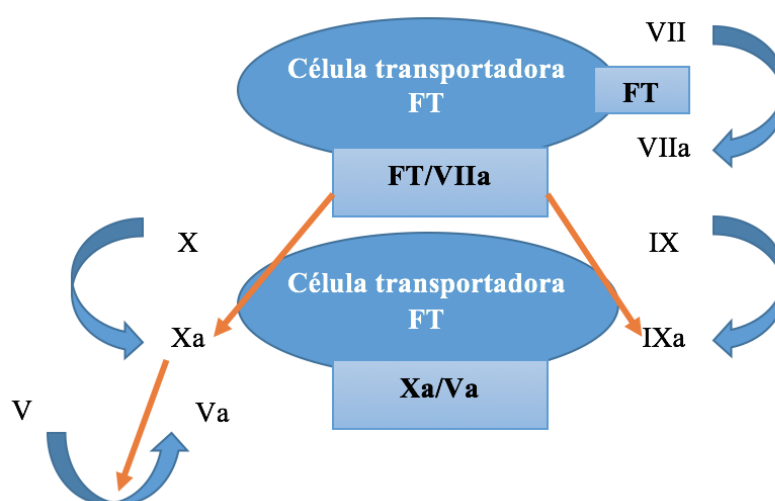 Célula transportadora
FT
FT
VII
VIIa
FT/VIIa
X
Xa
IX
IXa
Célula transportadora
FT
Xa/Va
V
Va